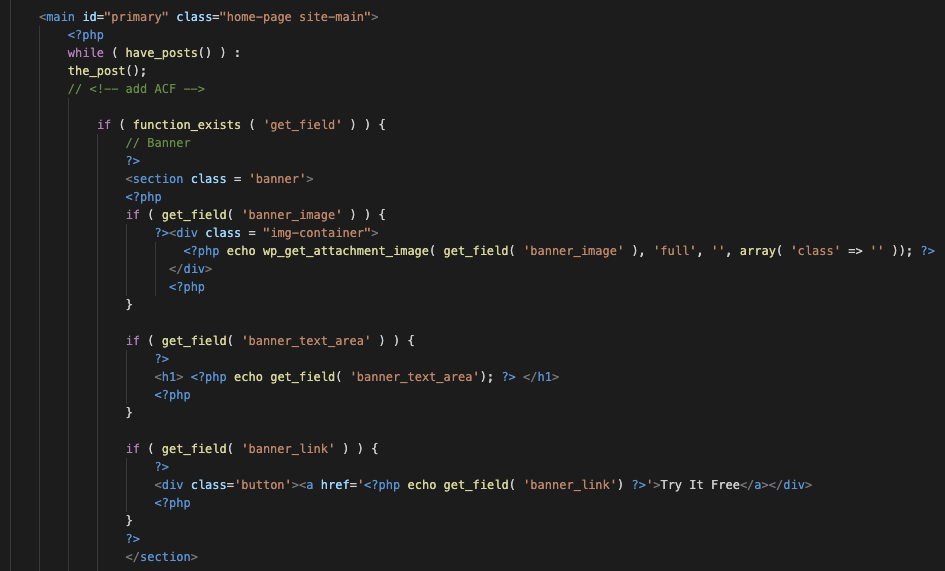 <main id="primary" class="home-page site-main">
<?php
while ( have_posts() ) :
the_post();
// <!-- add ACF -->
if ( function_exists ( 'get_field' ) ) {
// Banner
?>
<section class = 'banner'>
<?php
if ( get_field( 'banner_image' ) ) {
?><div class = "img-container">
<?php echo wp_get_attachment_image( get_field( 'banner_image' ), 'full', '', array( 'class' => '' )); ?>
</div>
<?php
}
if ( get_field( 'banner_text_area' ) ) {
?>
<h1> <?php echo get_field( 'banner_text_area'); ?> </h1>
<?php
}
if ( get_field( 'banner_link' ) ) {
?>
<div class='button'><a href='<?php echo get_field( 'banner_link') ?>'>Try It Free</a></div>
<?php
}
?>
</section>